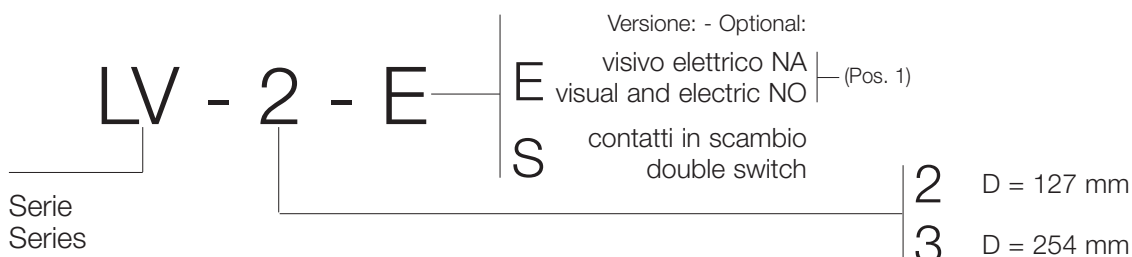 Versione: - Optional:
LV - 2 - E
E
visivo elettrico NA
visual and electric NO
(Pos. 1)
S
contatti in scambio
double switch
Serie
Series
2 D = 127 mm
3 D = 254 mm